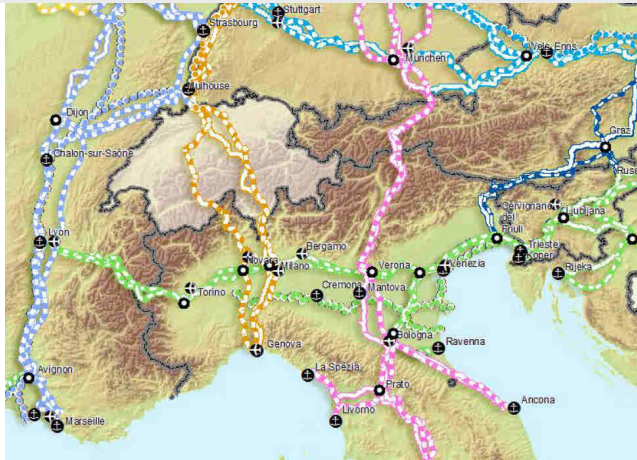 Stuttgart
Strasbourg
München
Wels-Enns
Mulhouse
Dijon
Graz
Chalon-sur-Saône
Ruse
Cervignano
del
Friuli
Ljubljana
Lyon
Bergamo
Trieste
Koper
Novara
Milano
Verona
Venezia
Rijeka
Torino
Cremona
Mantova
Bologna
Ravenna
Genova
La Spezia
Avignon
Prato
Livorno
Ancona
Marseille